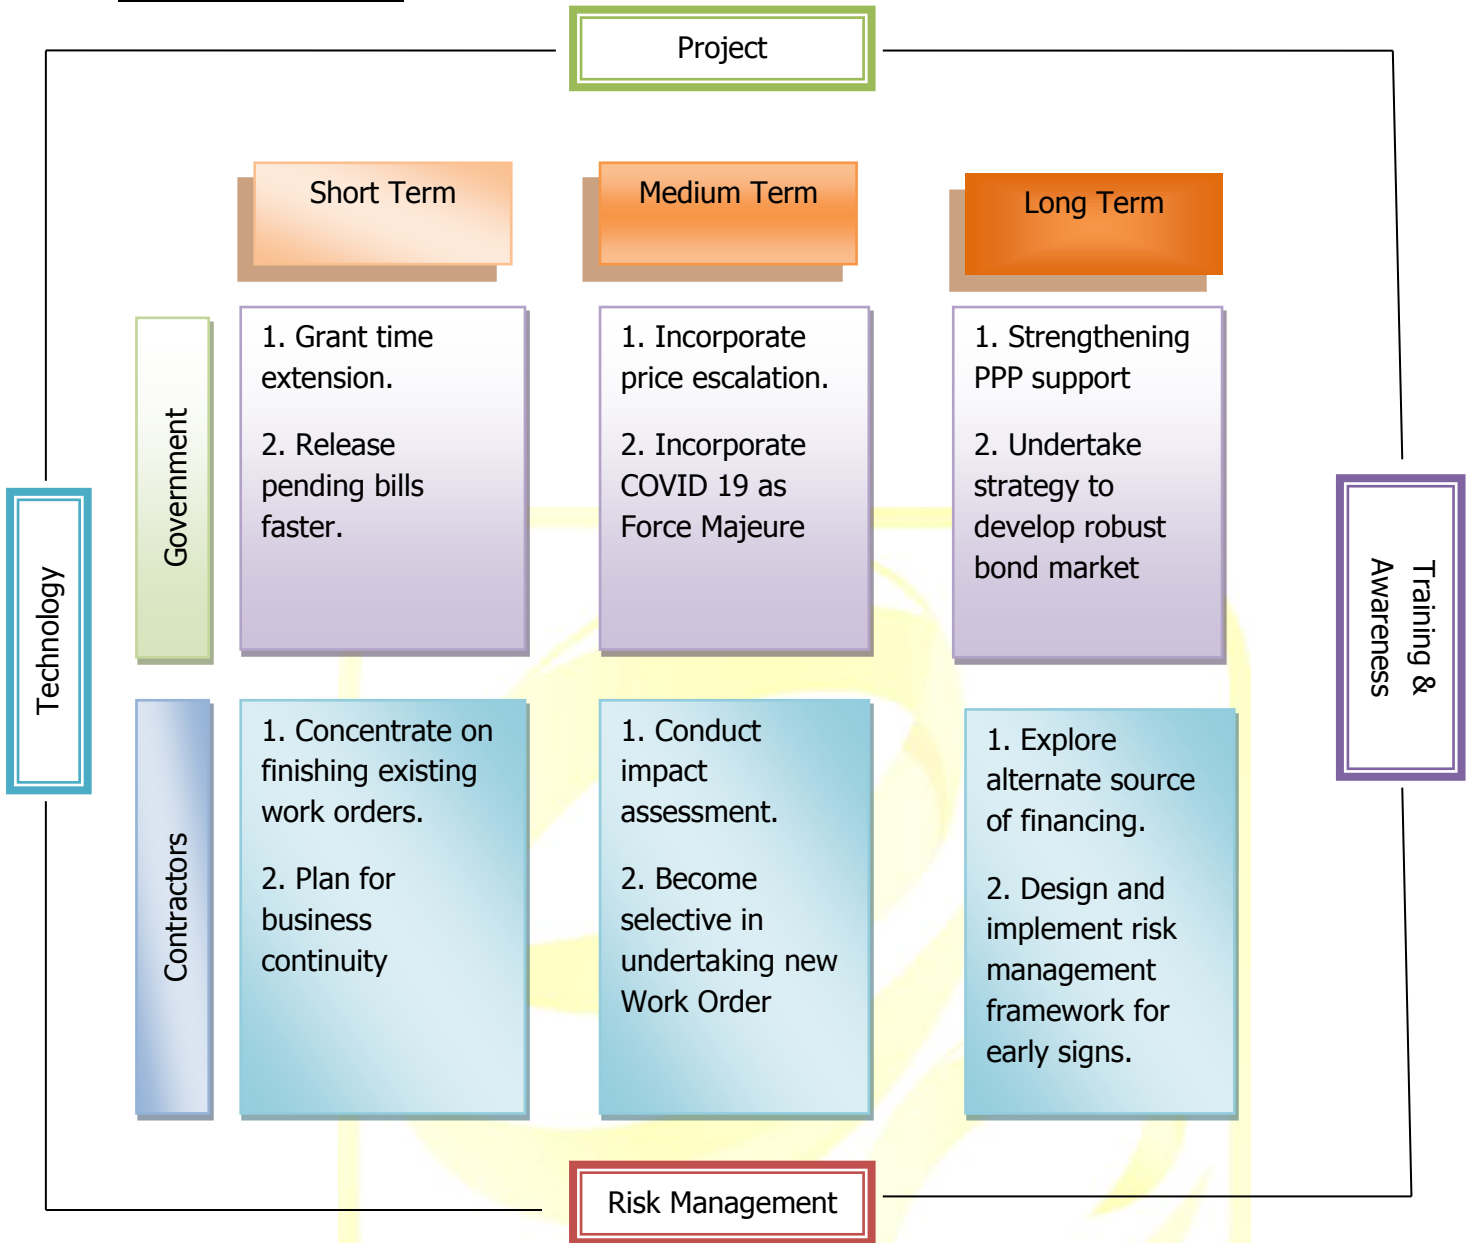 Project
Short Term
Medium Term
Long Term
Government
1. Grant time
extension.
2. Release
pending bills
faster.
1. Incorporate
price escalation.
2. Incorporate
COVID 19 as
Force Majeure
1. Strengthening
PPP support
2. Undertake
strategy to
develop robust
bond market
Technology
Training &
Awareness
Contractors
1. Concentrate on
finishing existing
work orders.
2. Plan for
business
continuity
1. Conduct
impact
assessment.
2. Become
selective in
undertaking new
Work Order
1. Explore
alternate source
of financing.
2. Design and
implement risk
management
framework for
early signs.
Risk Management